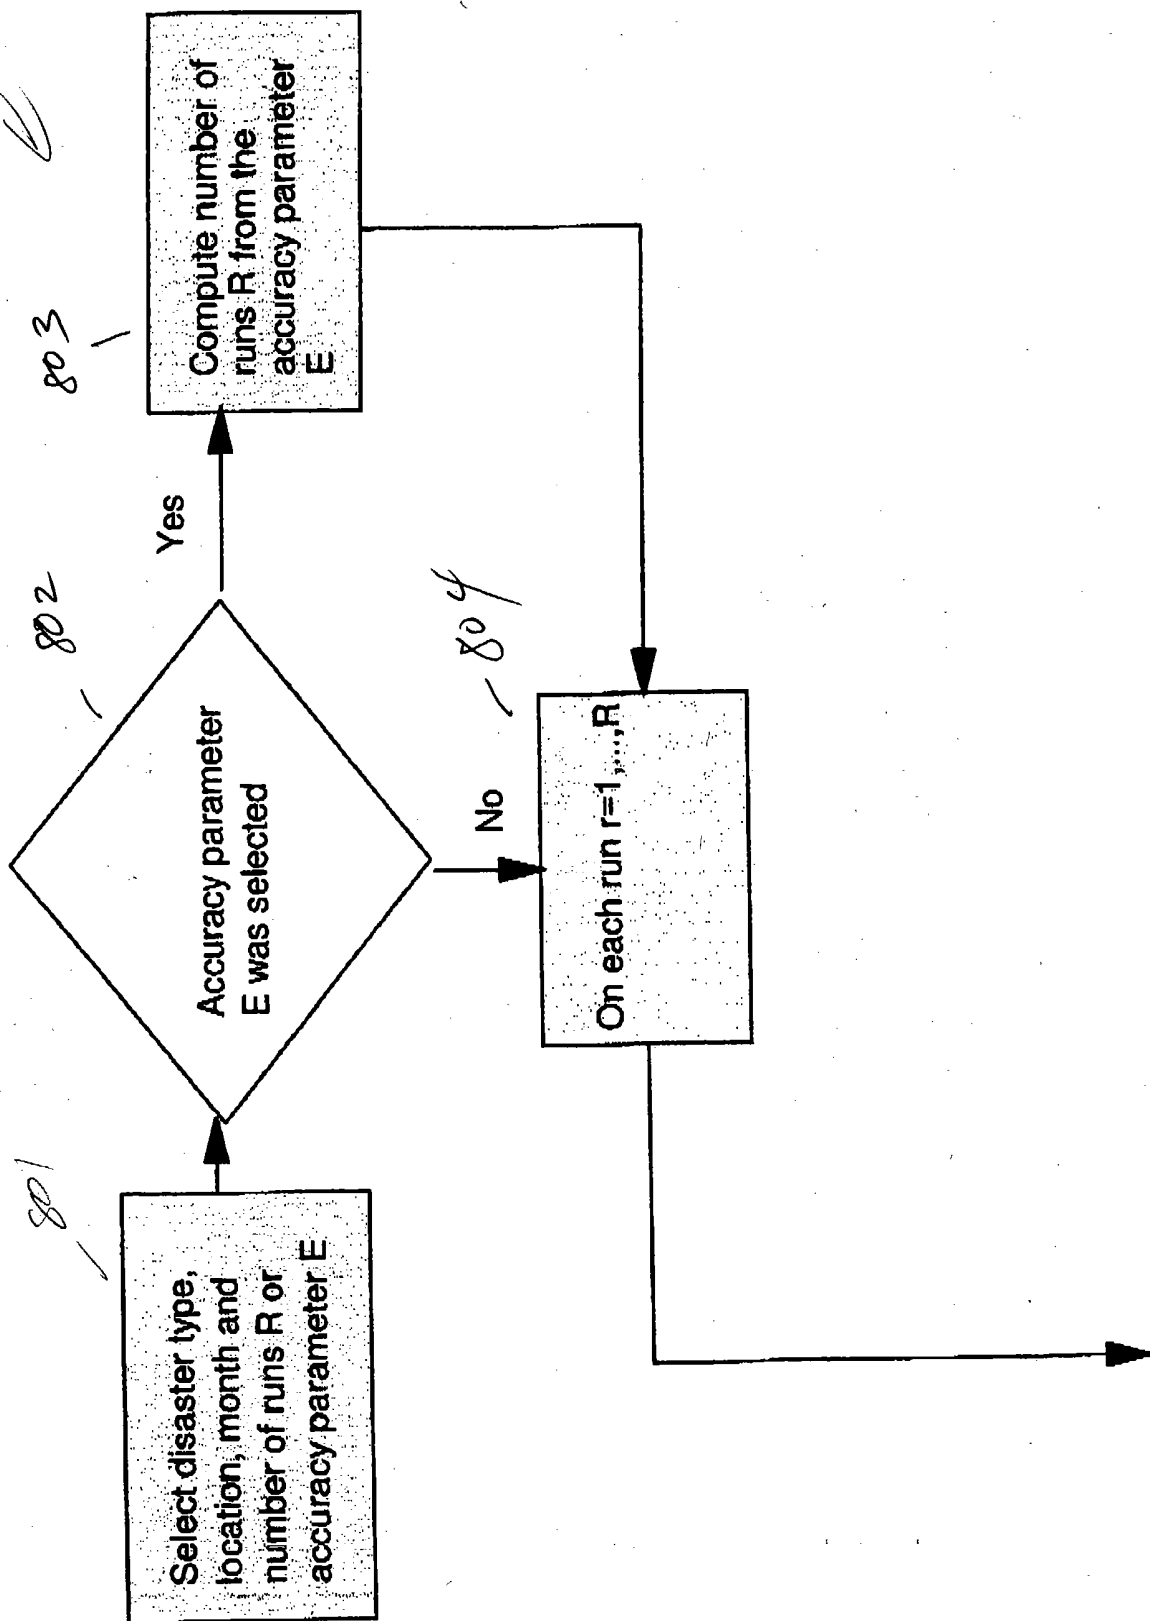 801
Select disaster type,
location, month and
number of runs R or
accuracy parameter E
802
Accuracy parameter
E was selected
Yes
803
Compute number of
runs R from the
accuracy parameter
E
No
804
On each run r=1,...,R